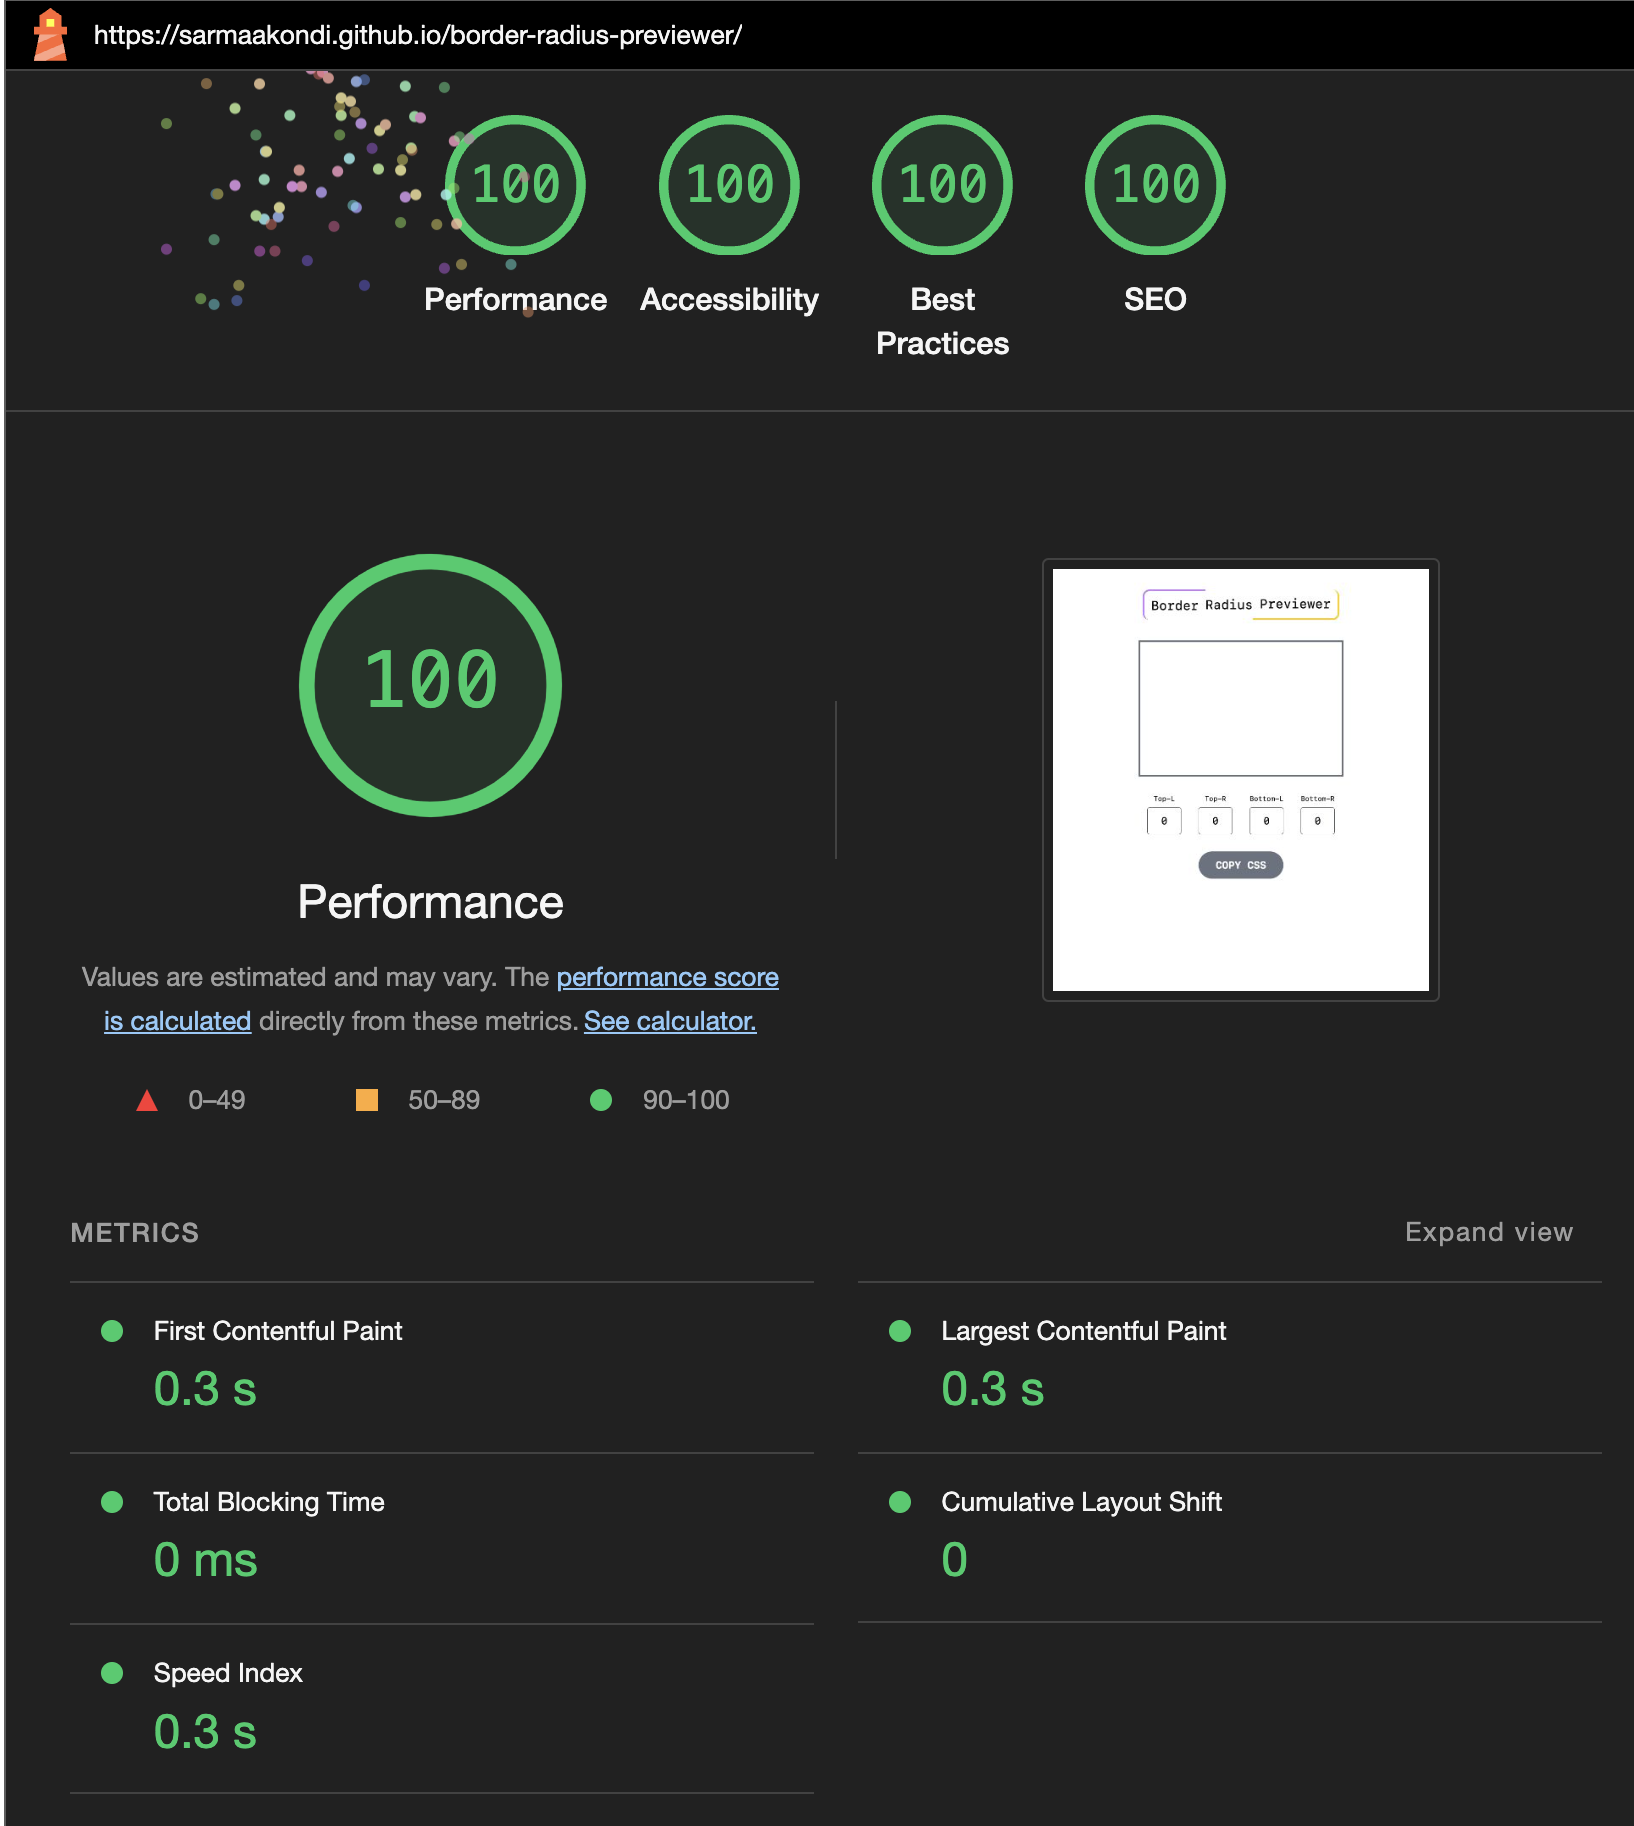 https://sarmaakondi.github.io/border-radius-previewer/
100 100 100 100
Performance Accessibility Best Practices SEO
100
Performance
Values are estimated and may vary. The performance score
is calculated directly from these metrics. See calculator.
0–49 50–89 90–100
Border Radius Previewer
Top-L Top-R Bottom-L Bottom-R
0 0 0 0
COPY CSS
METRICS Expand view
First Contentful Paint
0.3 s
Largest Contentful Paint
0.3 s
Total Blocking Time
0 ms
Cumulative Layout Shift
0
Speed Index
0.3 s